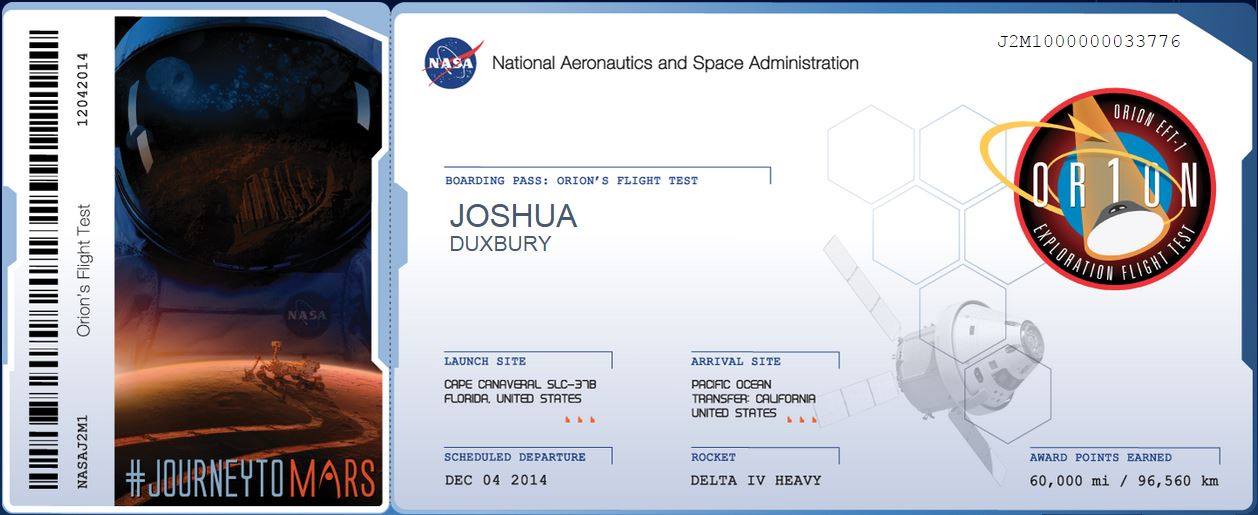 12042014
Orion's Flight Test
NASAJ2M1
NASA
#JOURNEYTOMARS
NASA
National Aeronautics and Space Administration
J2M1000000033776
ORION EFT-1
OR1ON
EXPLORATION FLIGHT TEST
BOARDING PASS: ORION'S FLIGHT TEST
JOSHUA
DUXBURY
LAUNCH SITE
CAPE CANAVERAL SLC-37B
FLORIDA, UNITED STATES
ARRIVAL SITE
PACIFIC OCEAN
TRANSFER: CALIFORNIA
UNITED STATES
SCHEDULED DEPARTURE
DEC 04 2014
ROCKET
DELTA IV HEAVY
AWARD POINTS EARNED
60,000 mi / 96,560 km